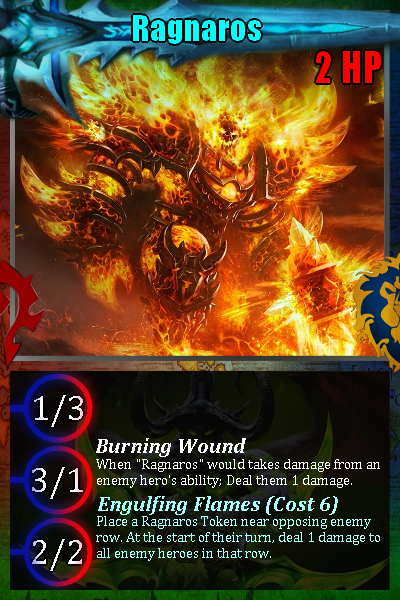 Ragnaros
2 HP
1/3
3/1
2/2
Burning Wound
When "Ragnaros" would takes damage from an
enemy hero's ability; Deal them 1 damage.
Engulfing Flames (Cost 6)
Place a Ragnaros Token near opposing enemy
row. At the start of their turn, deal 1 damage to
all enemy heroes in that row.